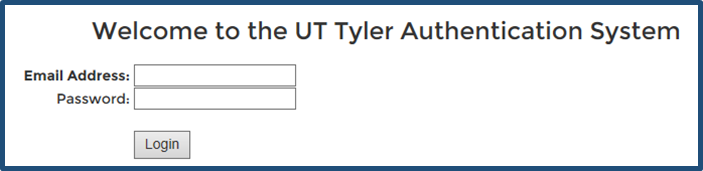 Welcome to the UT Tyler Authentication System
Email Address:
Password:
Login